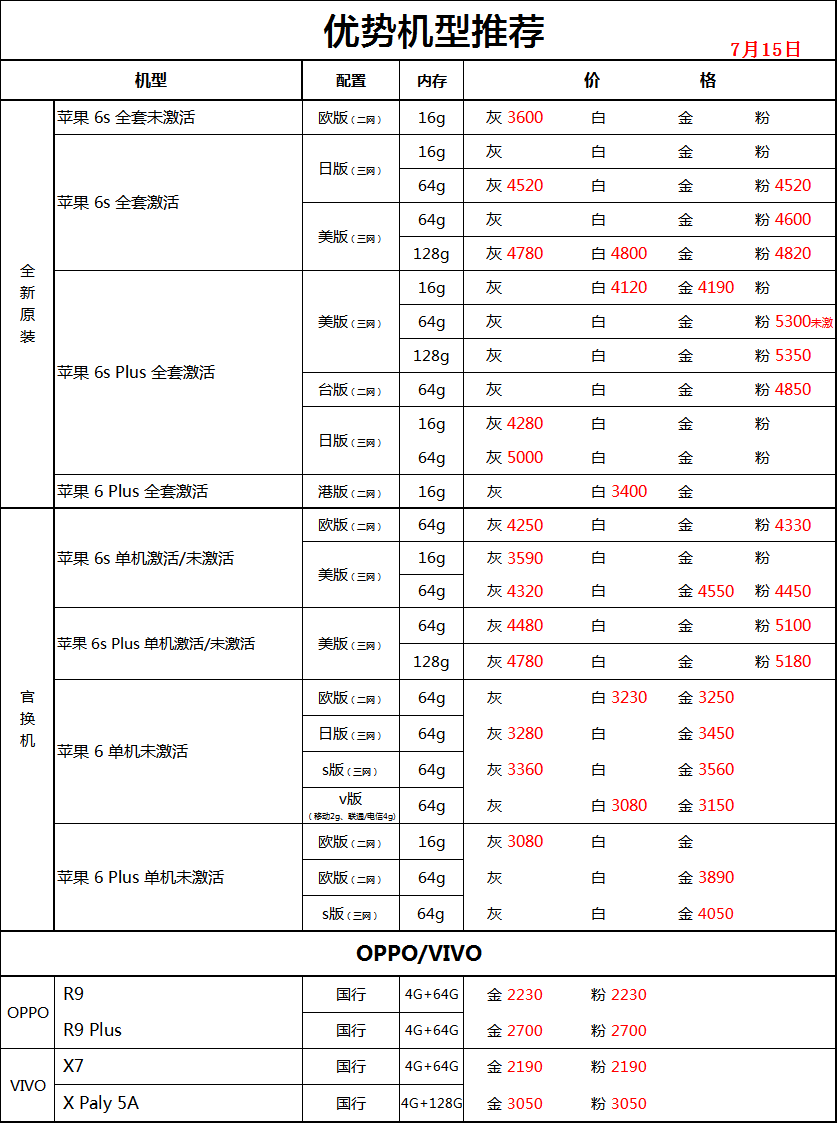 优势机型推荐
7月15日
机型 配置 内存 价 格
全新原装
苹果 6s 全套未激活 欧版（二网） 16g 灰 3600 白 金 粉
苹果 6s 全套激活 日版（三网） 16g 灰 白 金 粉
64g 灰 4520 白 金 粉 4520
美版（三网） 64g 灰 白 金 粉 4600
128g 灰 4780 白 4800 金 粉 4820
苹果 6s Plus 全套激活 美版（三网） 16g 灰 白 4120 金 4190 粉
64g 灰 白 金 粉 5300未激
128g 灰 白 金 粉 5350
台版（二网） 64g 灰 白 金 粉 4850
日版（三网） 16g 灰 4280 白 金 粉
64g 灰 5000 白 金 粉
苹果 6 Plus 全套激活 港版（二网） 16g 灰 白 3400 金
官换机
苹果 6s 单机激活/未激活 欧版（二网） 64g 灰 4250 白 金 粉 4330
美版（三网） 16g 灰 3590 白 金 粉
64g 灰 4320 白 金 4550 粉 4450
苹果 6s Plus 单机激活/未激活 美版（三网） 64g 灰 4480 白 金 粉 5100
128g 灰 4780 白 金 粉 5180
苹果 6 单机未激活 欧版（二网） 64g 灰 白 3230 金 3250
日版（三网） 64g 灰 3280 白 金 3450
s版（三网） 64g 灰 3360 白 金 3560
v版 64g 灰 白 3080 金 3150
（移动2g、联通/电信4g)
苹果 6 Plus 单机未激活 欧版（二网） 16g 灰 3080 白 金
欧版（二网） 64g 灰 白 金 3890
s版（三网） 64g 灰 白 金 4050
OPPO/VIVO
OPPO
R9 国行 4G+64G 金 2230 粉 2230
R9 Plus 国行 4G+64G 金 2700 粉 2700
VIVO
X7 国行 4G+64G 金 2190 粉 2190
X Paly 5A 国行 4G+128G 金 3050 粉 3050